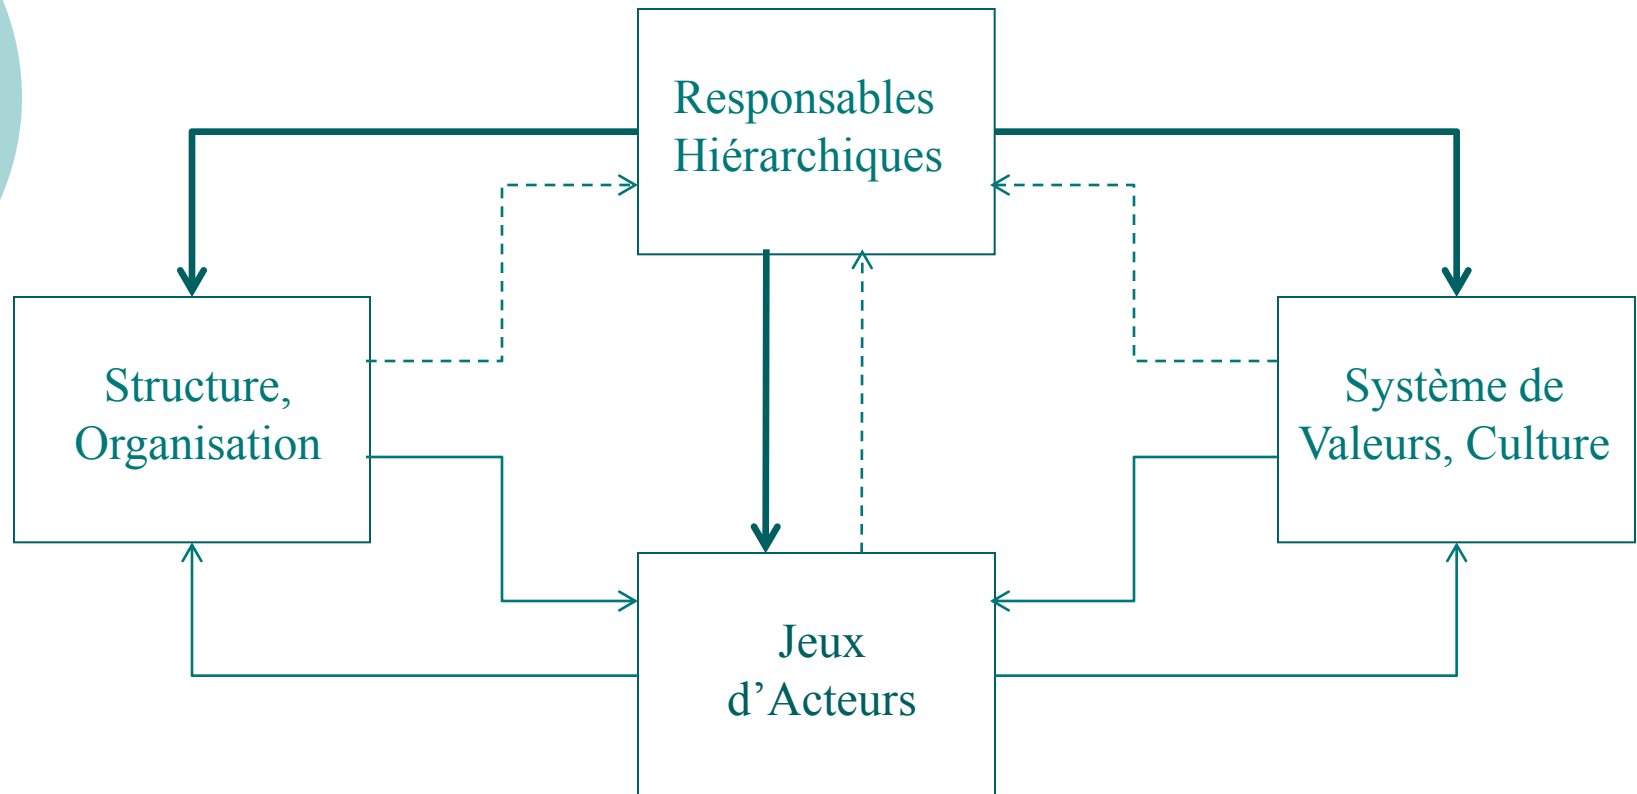 Responsables
Hiérarchiques
Structure,
Organisation
Système de
Valeurs, Culture
Jeux
d’Acteurs